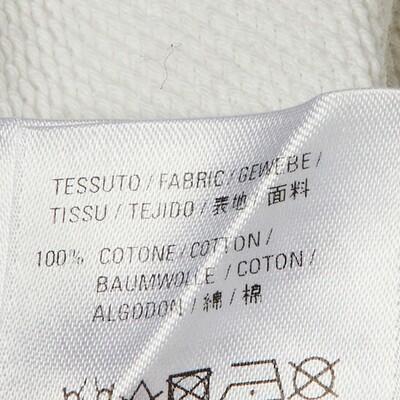 TESSUTO / FABRIC / GEWEBE /
TISSU / TEJIDO / 表地 / 面料
100% COTONE / COTTON /
BAUMWOLLE / COTON /
ALGODON / 綿 / 棉